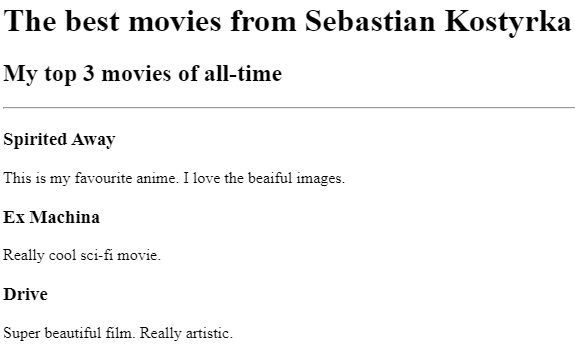 The best movies from Sebastian Kostyrka
My top 3 movies of all-time
Spirited Away
This is my favourite anime. I love the beaiful images.
Ex Machina
Really cool sci-fi movie.
Drive
Super beautiful film. Really artistic.